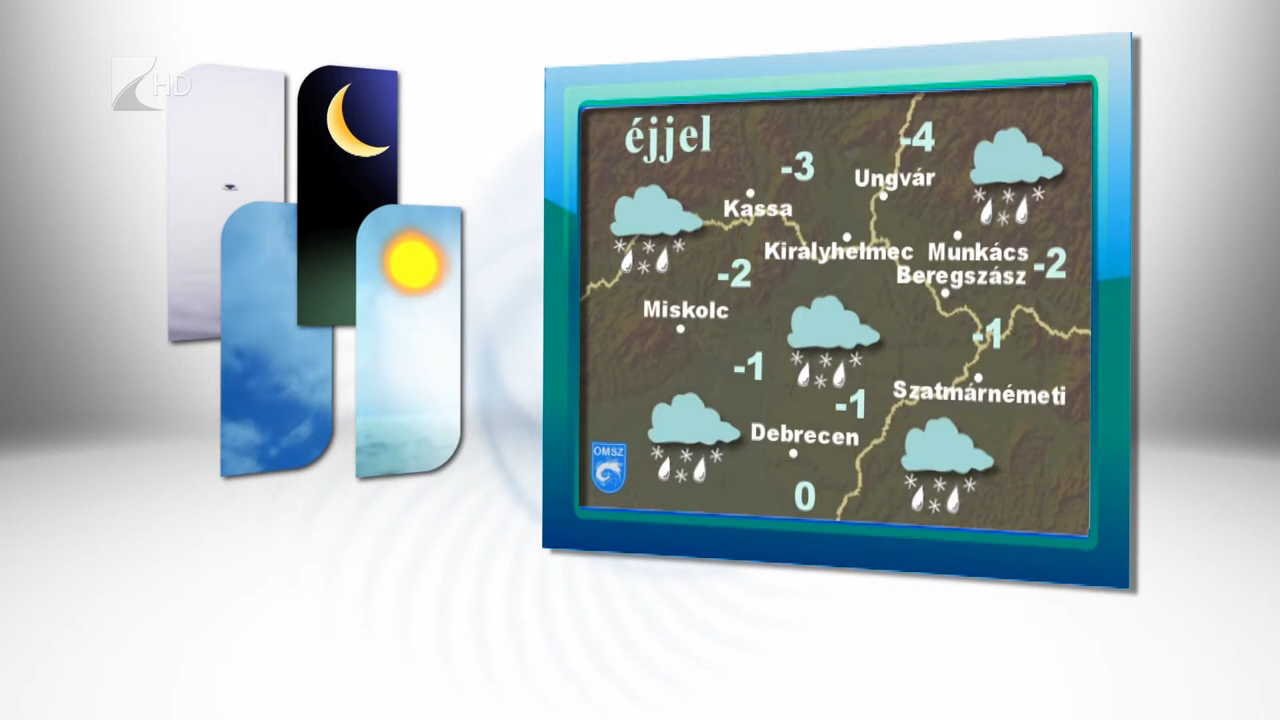 HD
éjjel
-4
-3
Ungvár
Kassa
Királyhelmec
Munkács
-2
Beregszász
-2
Miskolc
-1
-1
Szatmárnémeti
-1
Debrecen
OMSZ
0